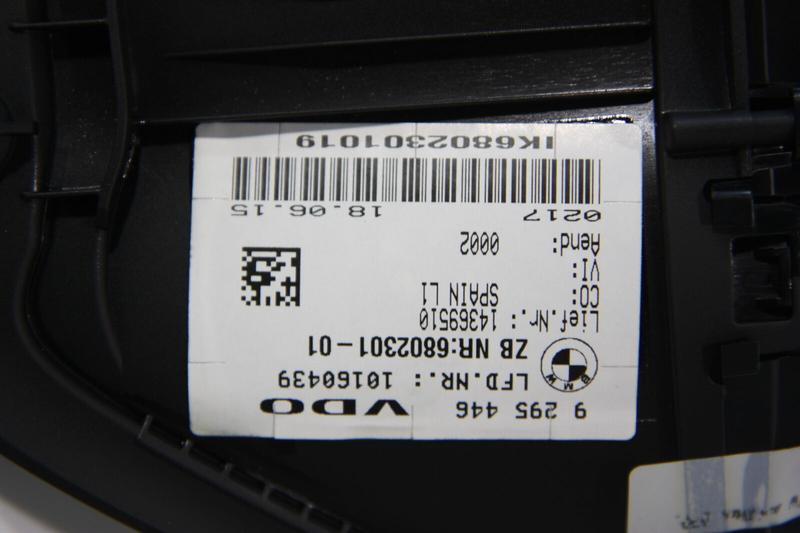 9 295 446 VDO
LFD.NR.: 10160439
BMW
ZB NR:6802301-01
Lief.Nr.: 14369510
CO: SPAIN L1
VI:
Aend: 0002
0217 18.06.15
IK6802301019